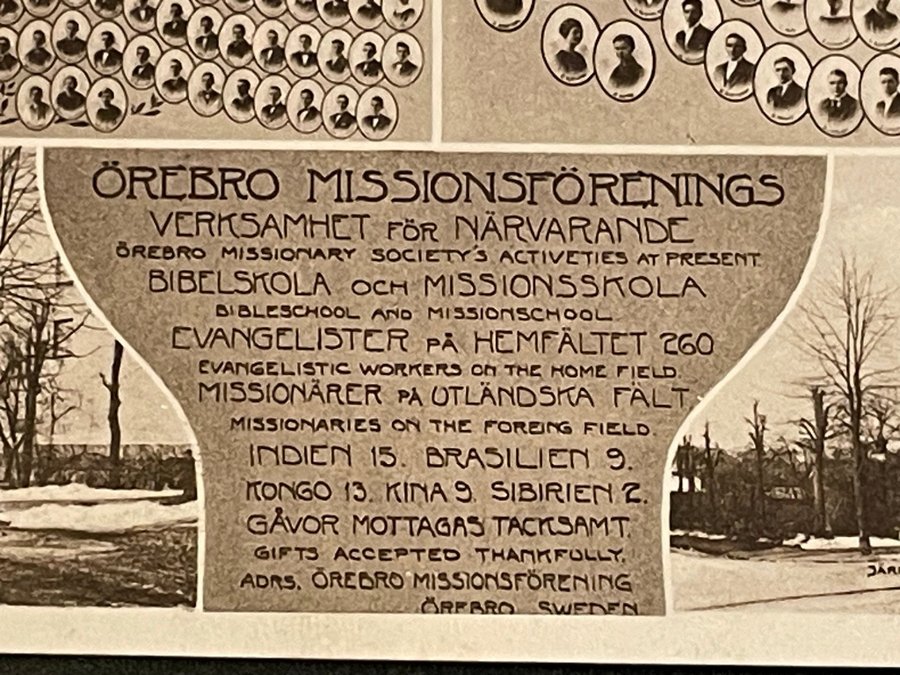 ÖREBRO MISSIONSFÖRENINGS
VERKSAMHET FÖR NÄRVARANDE
ÖREBRO MISSIONARY SOCIETY'S ACTIVETIES AT PRESENT.
BIBELSKOLA OCH MISSIONSSKOLA
BIBLESCHOOL AND MISSIONSCHOOL.
EVANGELISTER PÅ HEMFÄLTET 260
EVANGELISTIC WORKERS ON THE HOME FIELD.
MISSIONÄRER PÅ UTLÄNDSKA FÄLT.
MISSIONARIES ON THE FOREING FIELD.
INDIEN 15. BRASILIEN 9.
KONGO 13. KINA 9. SIBIRIEN 2.
GÅVOR MOTTAGAS TACKSAMT.
GIFTS ACCEPTED THANKFULLY.
ADRS. ÖREBRO MISSIONSFÖRENING
ÖREBRO SWEDEN